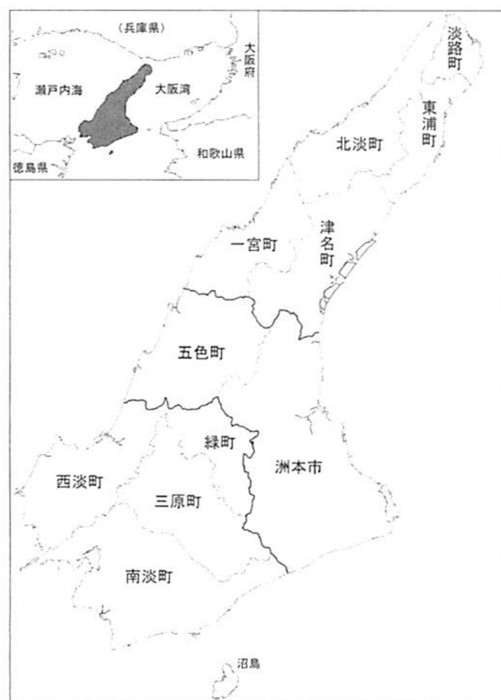 （兵庫県）
大阪府
瀬戸内海
大阪湾
和歌山県
徳島県
淡路町
東浦町
北淡町
津名町
一宮町
五色町
緑町
洲本市
西淡町
三原町
南淡町
沼島